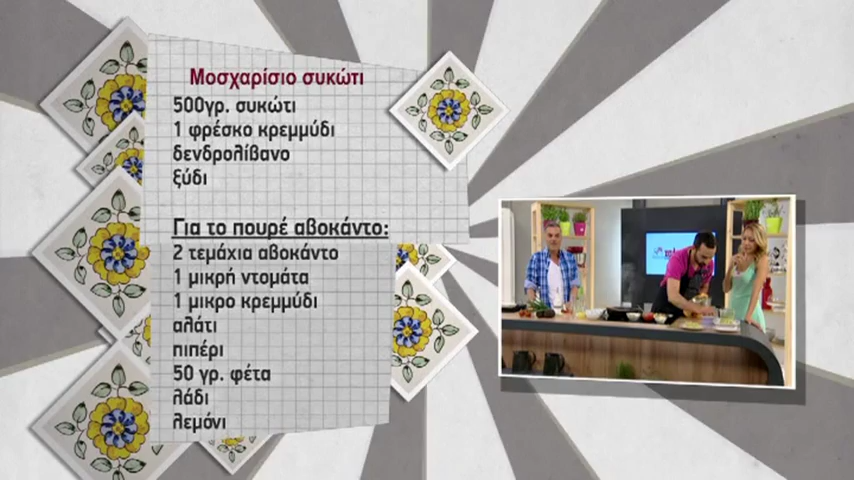 Μοσχαρίσιο συκώτι
500γρ. συκώτι
1 φρέσκο κρεμμύδι
δενδρολίβανο
ξύδι
Για το πουρέ αβοκάντο:
2 τεμάχια αβοκάντο
1 μικρή ντομάτα
1 μικρο κρεμμύδι
αλάτι
πιπέρι
50 γρ. φέτα
λάδι
λεμόνι